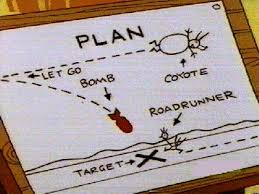 PLAN
LET GO
BOMB
COYOTE
ROADRUNNER
TARGET